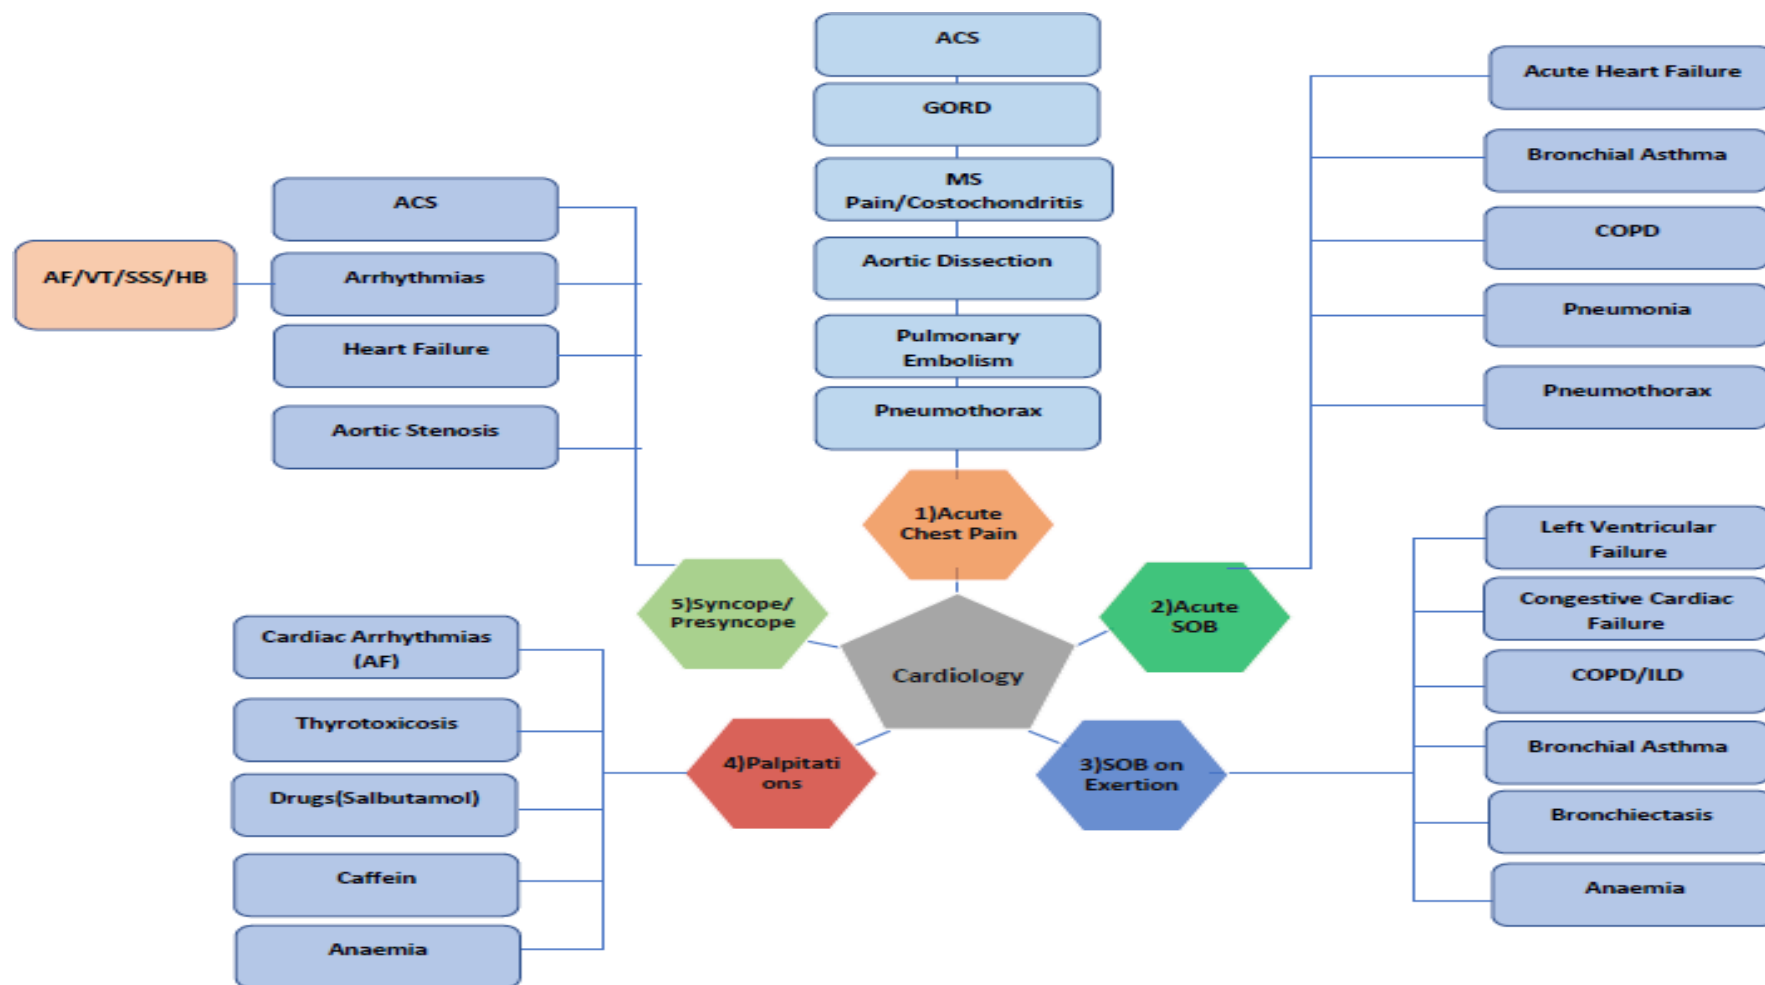 ACS
GORD
MS
Pain/Costochondritis
Aortic Dissection
Pulmonary
Embolism
Pneumothorax
1)Acute
Chest Pain
Acute Heart Failure
Bronchial Asthma
COPD
Pneumonia
Pneumothorax
2)Acute
SOB
Left Ventricular
Failure
Congestive Cardiac
Failure
COPD/ILD
Bronchial Asthma
Bronchiectasis
Anaemia
3)SOB on
Exertion
Cardiology
4)Palpitati
ons
Cardiac Arrhythmias
(AF)
Thyrotoxicosis
Drugs(Salbutamol)
Caffein
Anaemia
5)Syncope/
Presyncope
ACS
Arrhythmias
Heart Failure
Aortic Stenosis
AF/VT/SSS/HB